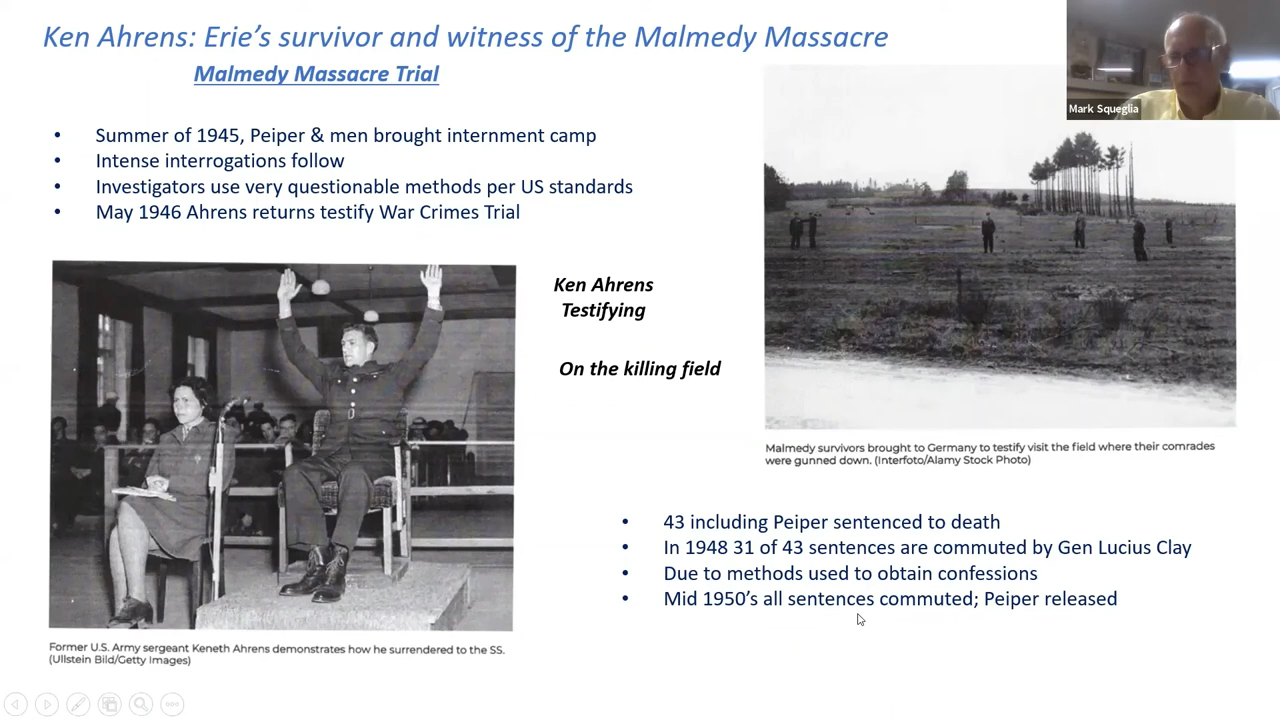 Ken Ahrens: Erie's survivor and witness of the Malmedy Massacre
Malmedy Massacre Trial
Mark Squeglia
• Summer of 1945, Peiper & men brought internment camp
• Intense interrogations follow
• Investigators use very questionable methods per US standards
• May 1946 Ahrens returns testify War Crimes Trial
Ken Ahrens
Testifying
On the killing field
Malmedy survivors brought to Germany to testify visit the field where their comrades
were gunned down. (Interfoto/Alamy Stock Photo)
• 43 including Peiper sentenced to death
• In 1948 31 of 43 sentences are commuted by Gen Lucius Clay
• Due to methods used to obtain confessions
• Mid 1950's all sentences commuted; Peiper released
Former U.S. Army sergeant Keneth Ahrens demonstrates how he surrendered to the SS.
(Ullstein Bild/Getty Images)